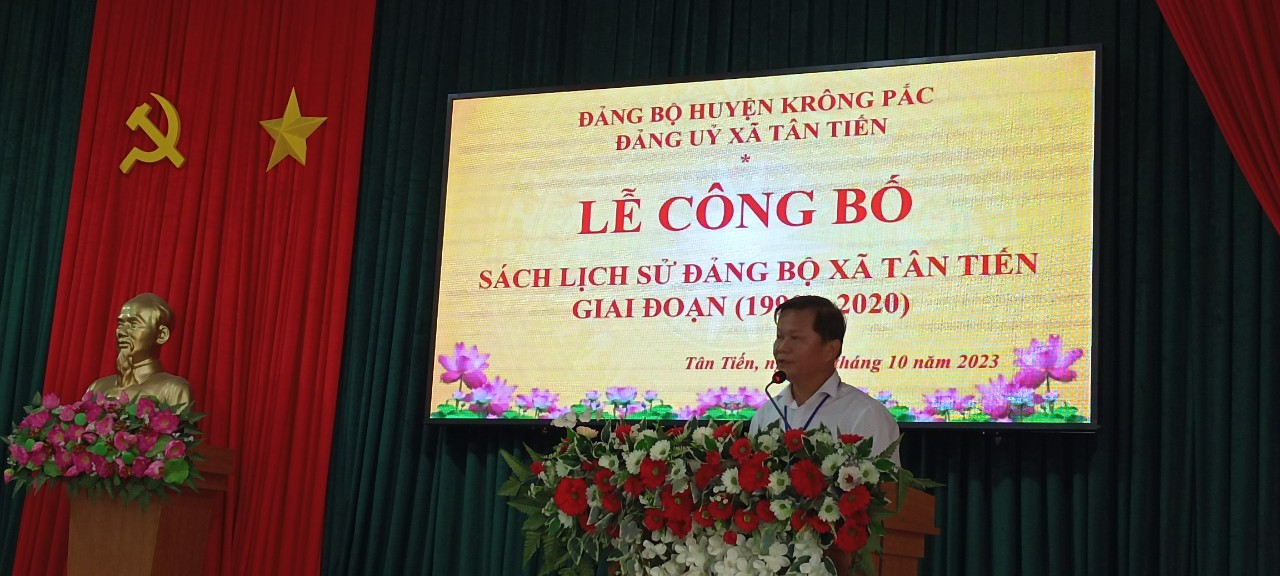 ĐẢNG BỘ HUYỆN KRÔNG PẮC
ĐẢNG UỶ XÃ TÂN TIẾN
*
LỄ CÔNG BỐ
SÁCH LỊCH SỬ ĐẢNG BỘ XÃ TÂN TIẾN
GIAI ĐOẠN 2020)
Tân Tiến, tháng 10 năm 2023